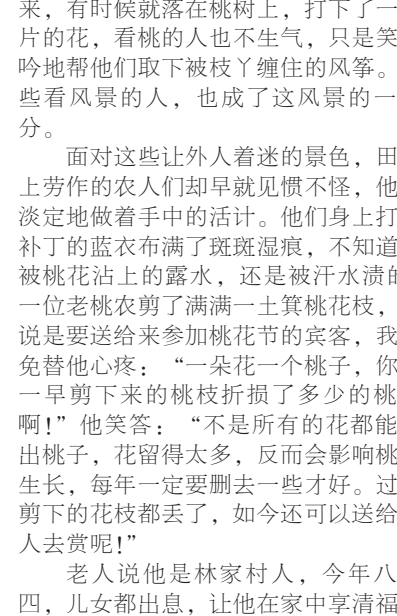 来，有时候就落在桃树上，打下了一
片的花，看桃的人也不生气，只是笑
吟地帮他们取下被枝丫缠住的风筝。
些看风景的人，也成了这风景的一
分。
面对这些让外人着迷的景色，田
上劳作的农人们却早就见惯不怪，他
淡定地做着手中的活计。他们身上打
补丁的蓝衣布满了斑斑湿痕，不知道
被桃花沾上的露水，还是被汗水渍的
一位老桃农剪了满满一土箕桃花枝，
说是要送给来参加桃花节的宾客，我
免替他心疼：“一朵花一个桃子，你
一早剪下来的桃枝折损了多少的桃
啊！”他笑答：“不是所有的花都能
出桃子，花留得太多，反而会影响桃
生长，每年一定要删去一些才好。过
剪下的花枝都丢了，如今还可以送给
人去赏呢！”
老人说他是林家村人，今年八
四，儿女都出息，让他在家中享清福